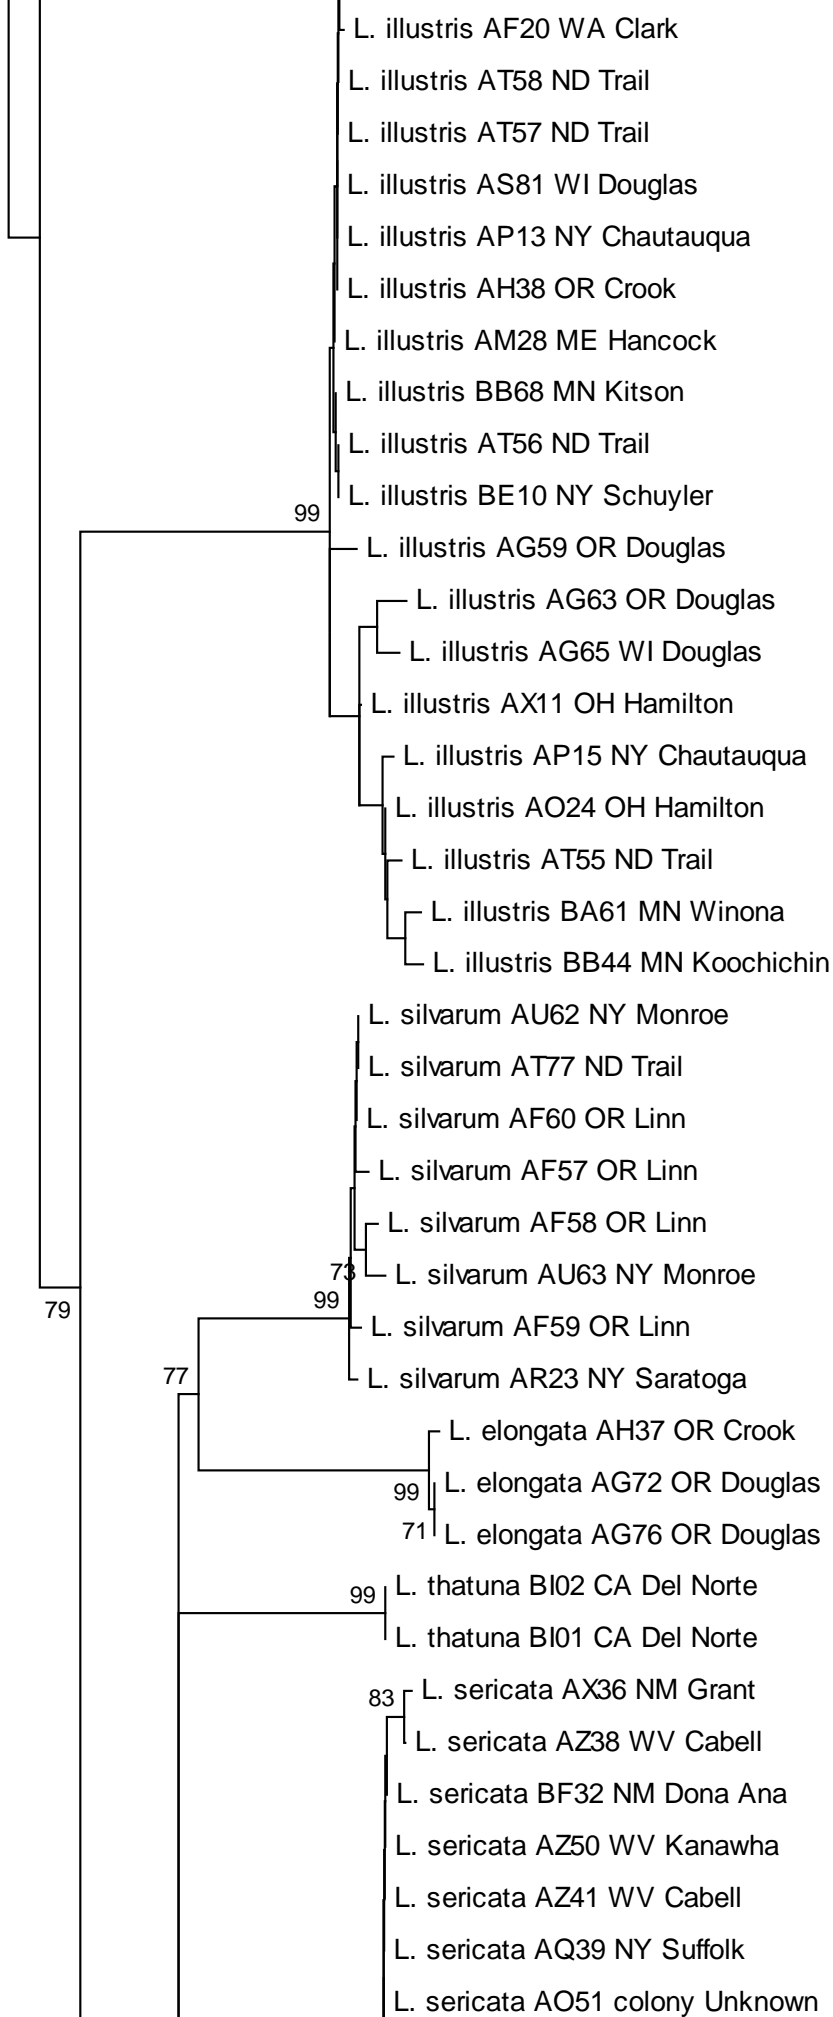 L. illustris AF20 WA Clark
L. illustris AT58 ND Trail
L. illustris AT57 ND Trail
L. illustris AS81 WI Douglas
L. illustris AP13 NY Chautauqua
L. illustris AH38 OR Crook
L. illustris AM28 ME Hancock
L. illustris BB68 MN Kitson
L. illustris AT56 ND Trail
L. illustris BE10 NY Schuyler
99
L. illustris AG59 OR Douglas
L. illustris AG63 OR Douglas
L. illustris AG65 WI Douglas
L. illustris AX11 OH Hamilton
L. illustris AP15 NY Chautauqua
L. illustris AO24 OH Hamilton
L. illustris AT55 ND Trail
L. illustris BA61 MN Winona
L. illustris BB44 MN Koochichin
L. silvarum AU62 NY Monroe
L. silvarum AT77 ND Trail
L. silvarum AF60 OR Linn
L. silvarum AF57 OR Linn
L. silvarum AF58 OR Linn
73
L. silvarum AU63 NY Monroe
99
79
L. silvarum AF59 OR Linn
77
L. silvarum AR23 NY Saratoga
L. elongata AH37 OR Crook
L. elongata AG72 OR Douglas
99
71
L. elongata AG76 OR Douglas
L. thatuna BI02 CA Del Norte
99
L. thatuna BI01 CA Del Norte
L. sericata AX36 NM Grant
83
L. sericata AZ38 WV Cabell
L. sericata BF32 NM Dona Ana
L. sericata AZ50 WV Kanawha
L. sericata AZ41 WV Cabell
L. sericata AQ39 NY Suffolk
L. sericata AO51 colony Unknown